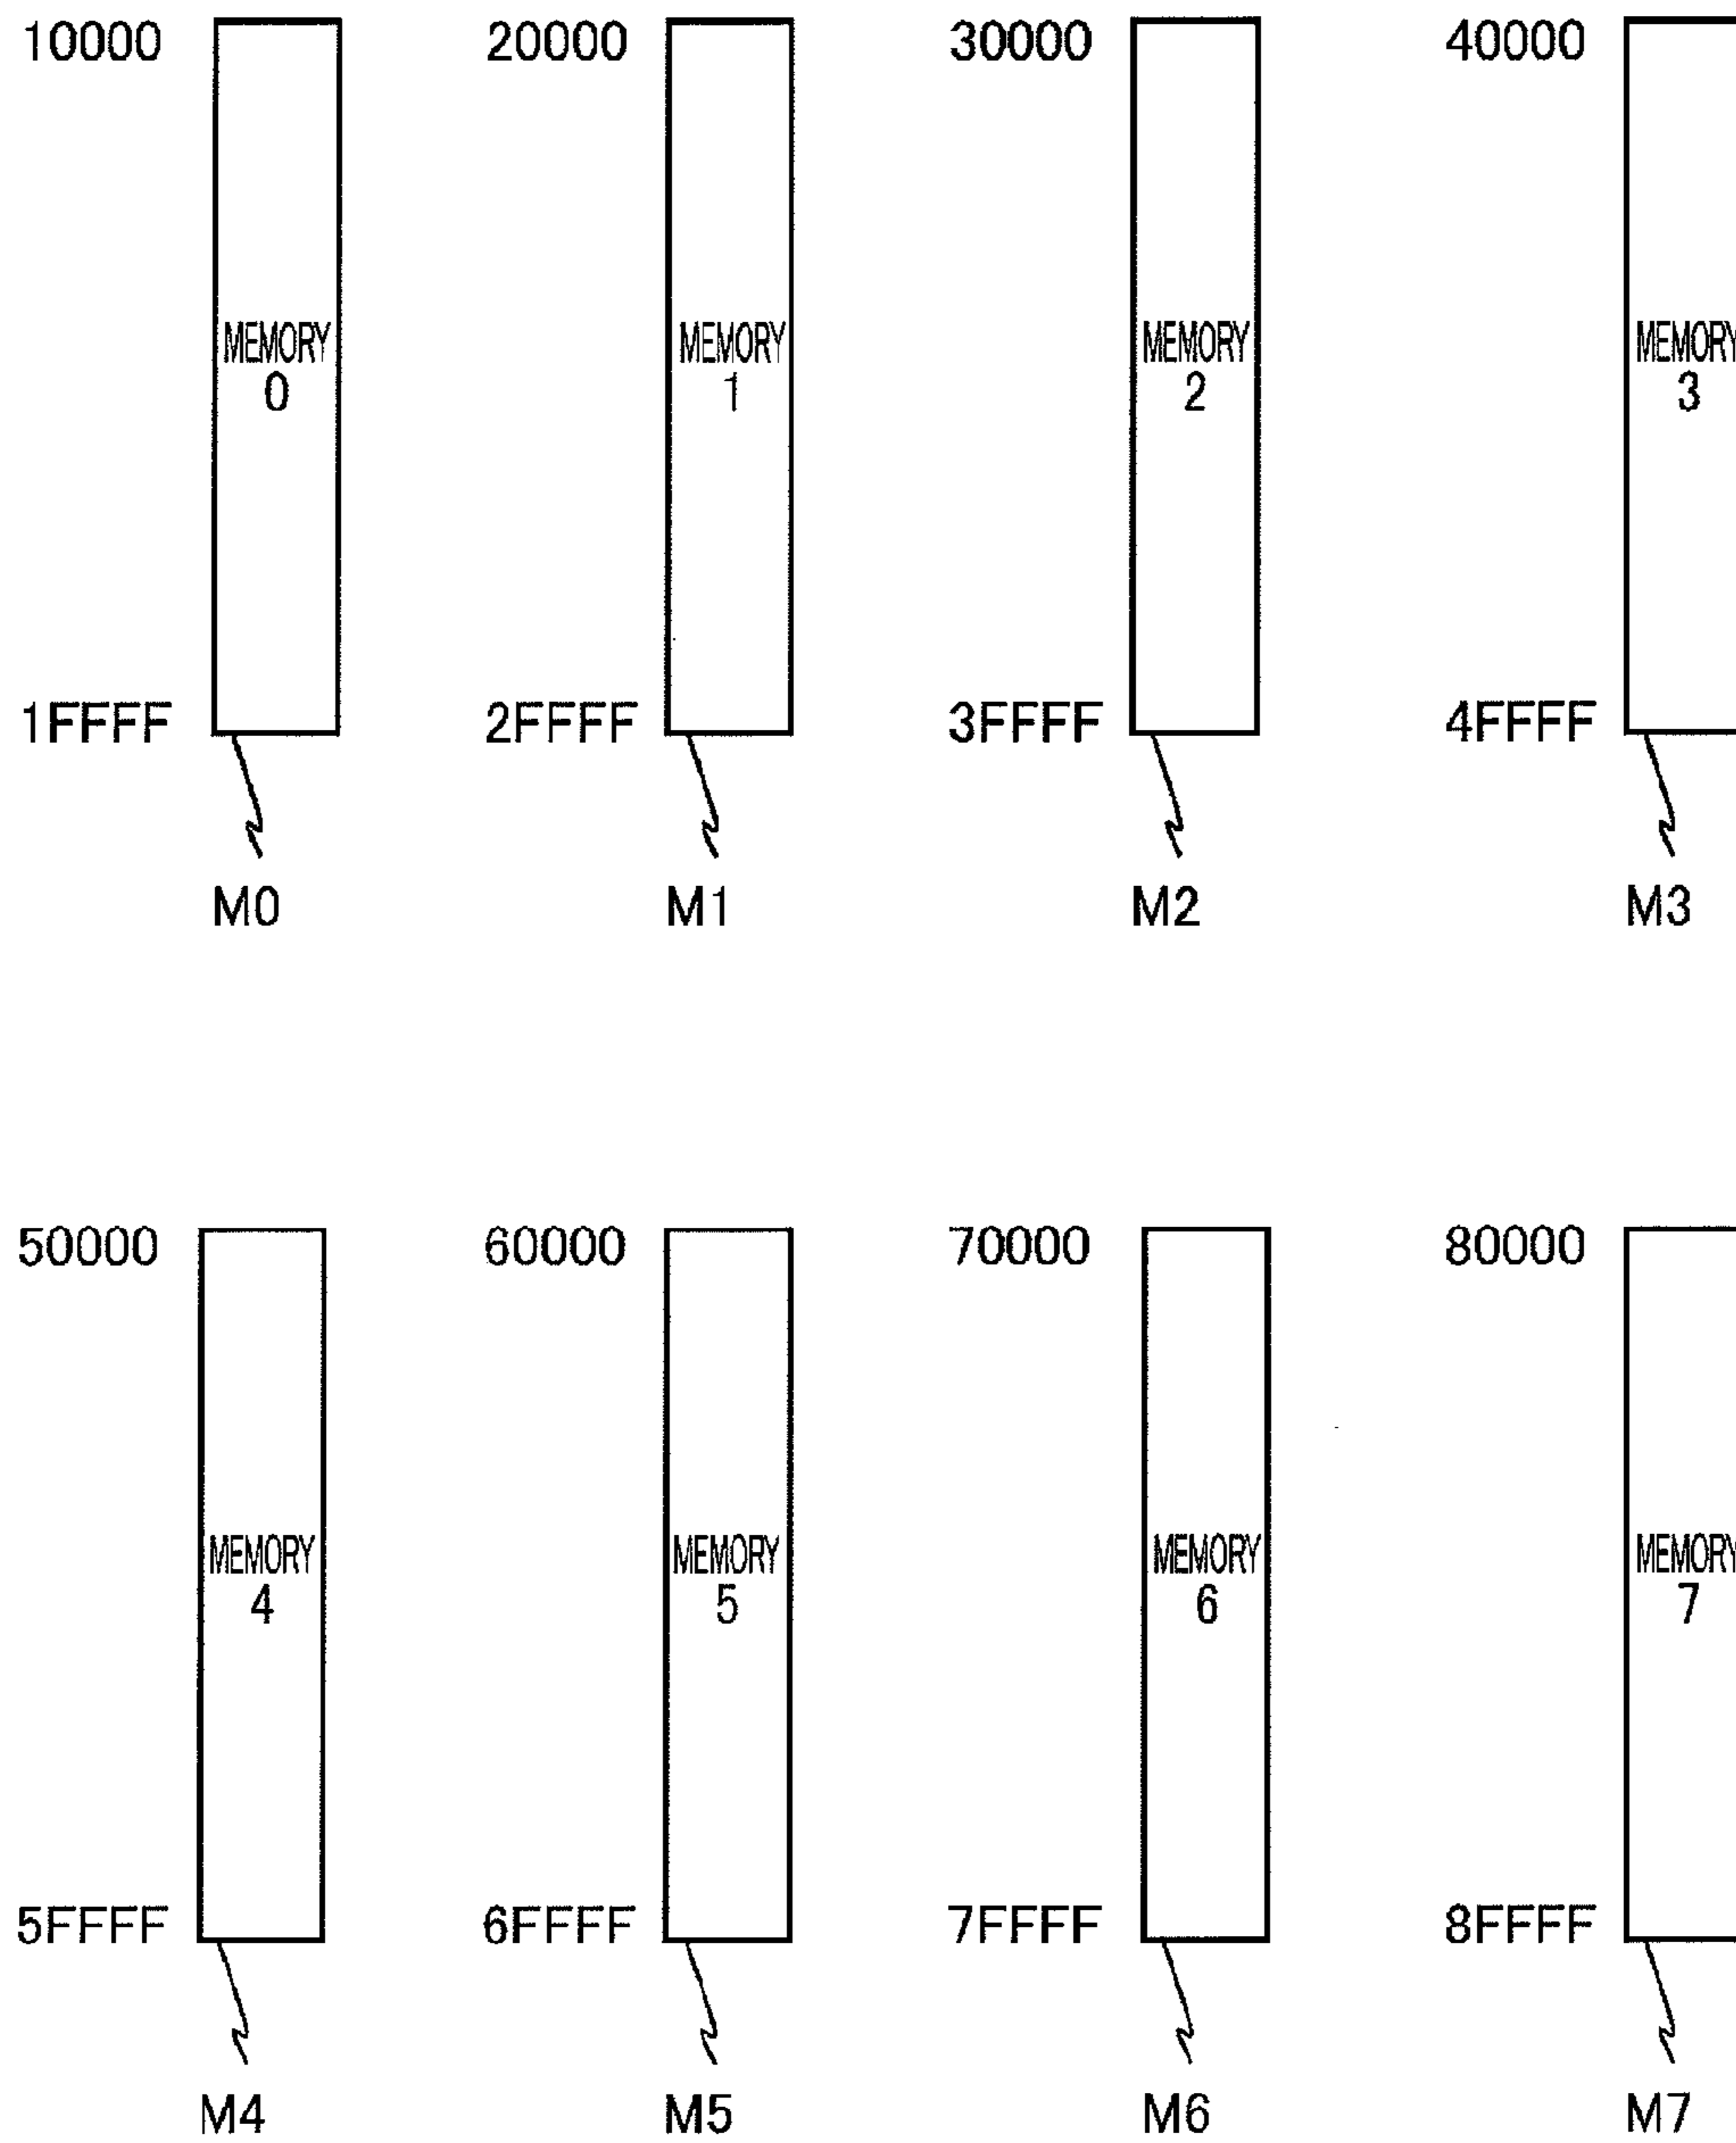 10000 20000 30000 40000
MEMORY MEMORY MEMORY MEMORY
0 1 2 3
1FFFF 2FFFF 3FFFF 4FFFF
M0 M1 M2 M3
50000 60000 70000 80000
MEMORY MEMORY MEMORY MEMORY
4 5 6 7
5FFFF 6FFFF 7FFFF 8FFFF
M4 M5 M6 M7